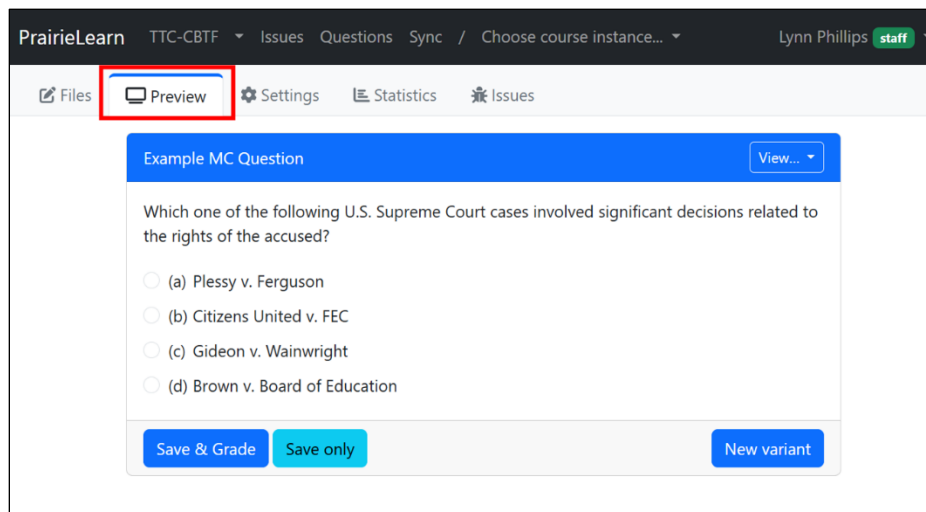 PrairieLearn TTC-CBTF Issues Questions Sync / Choose course instance... Lynn Phillips staff
Files Preview Settings Statistics Issues
Example MC Question View...
Which one of the following U.S. Supreme Court cases involved significant decisions related to
the rights of the accused?
(a) Plessy v. Ferguson
(b) Citizens United v. FEC
(c) Gideon v. Wainwright
(d) Brown v. Board of Education
Save & Grade Save only New variant